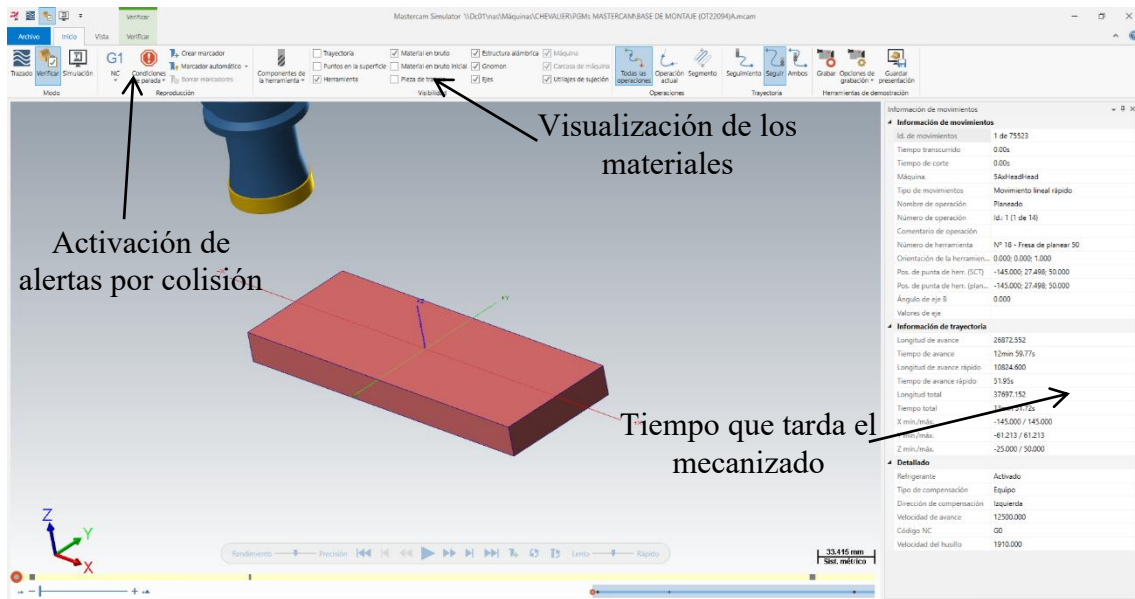 Verificar
Mastercam Simulator \\Dc01\nas\Máquinas\CHEVALIER\PGMs MASTERCAM\BASE DE MONTAJE (OT22094)A.mcam
Archivo Inicio Vista Verificar
Trazado Verificar Simulación
Modo
G1
NC
Condiciones
de parada
Crear marcador
Marcador automático
Borrar marcadores
Reproducción
Componentes de
la herramienta
Trayectoria
Puntos en la superficie
Herramienta
Material en bruto
Material en bruto Inicial
Pieza de
Estructura alámbrica
Gnomon
Ejes
Máquina
Carcasa de máquina
Utillajes de sujeción
Visibilidad
Todas las
operaciones
Operación
actual
Segmento
Operaciones
Seguimiento Seguir Ambos
Trayectoria
Grabar
Opciones de
grabación
Guardar
presentación
Herramientas de demostración
Visualización de los
materiales
Activación de
alertas por colisión
Tiempo que tarda el
mecanizado
+Z
+Y
Información de movimientos
Información de movimientos
Id. de movimientos 1 de 75523
Tiempo transcurrido 0.00s
Tiempo de corte 0.00s
Máquina 5AxHeadHead
Tipo de movimientos Movimiento lineal rápido
Nombre de operación Planeado
Número de operación Id.: 1 (1 de 14)
Comentario de operación
Número de herramienta Nº 18 - Fresa de planear 50
Orientación de la herramien... 0.000; 0.000; 1.000
Pos. de punta de herr. (SCT) -145.000; 27.498; 50.000
Pos. de punta de herr. (plan... -145.000; 27.498; 50.000
Ángulo de eje B 0.000
Valores de eje
Información de trayectoria
Longitud de avance 26872.552
Tiempo de avance 12min 59.77s
Longitud de avance rápido 10824.600
Tiempo de avance rápido 51.95s
Longitud total 37697.152
Tiempo total
X mín./máx. -145.000 / 145.000
mín./máx. -61.213 / 61.213
Z mín./máx. -25.000 / 50.000
Detallado
Refrigerante Activado
Tipo de compensación Equipo
Dirección de compensación Izquierda
Velocidad de avance 12500.000
Código NC G0
Velocidad del husillo 1910.000
Z
Y
X
Rendimiento Precisión Lento Rápido
33.415 mm
Sist. métrico